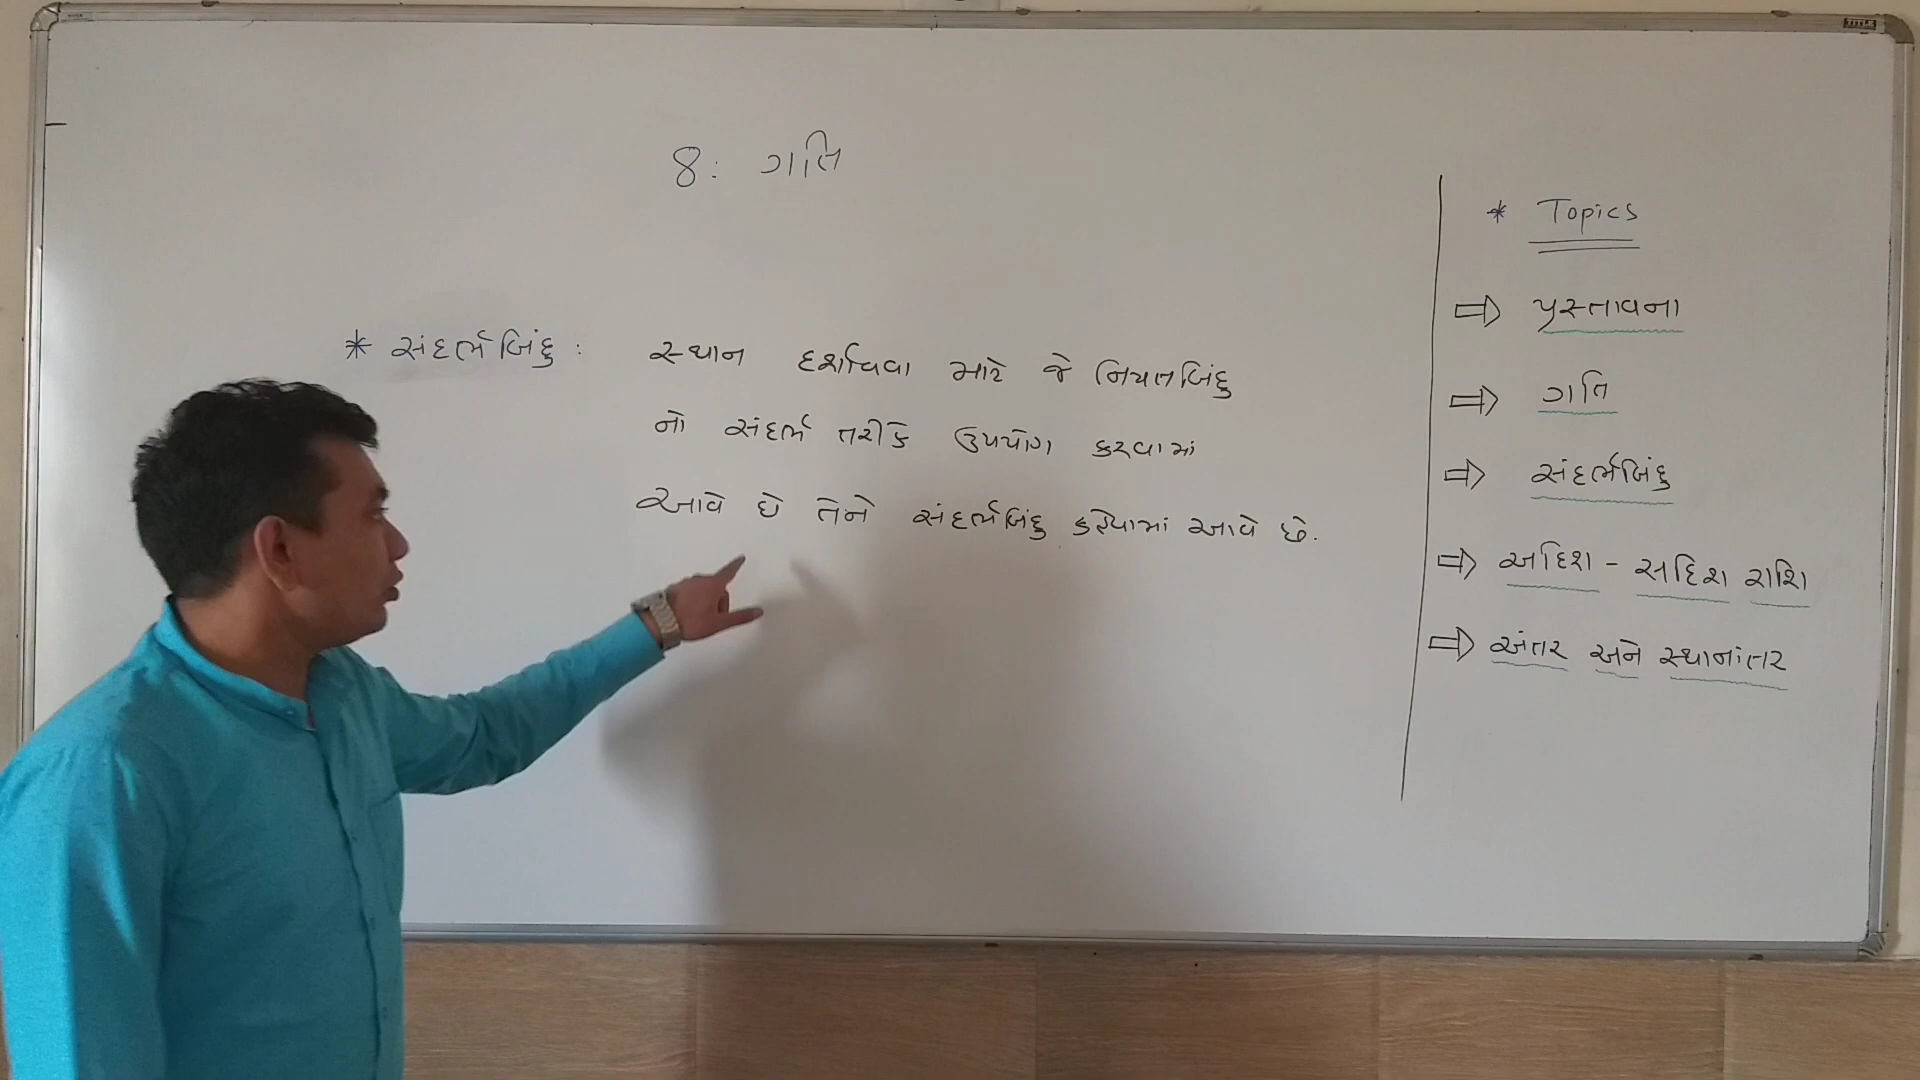 8: ગતિ
* સંદર્ભબિંદુ : સ્થાન દર્શાવવા માટે જે નિયતબિંદુ
નો સંદર્ભ તરીકે ઉપયોગ કરવામાં
આવે છે તેને સંદર્ભબિંદુ કહેવામાં આવે છે.
* Topics
⇒ પ્રસ્તાવના
⇒ ગતિ
⇒ સંદર્ભબિંદુ
⇒ અદિશ - સદિશ રાશિ
⇒ અંતર અને સ્થાનાંતર